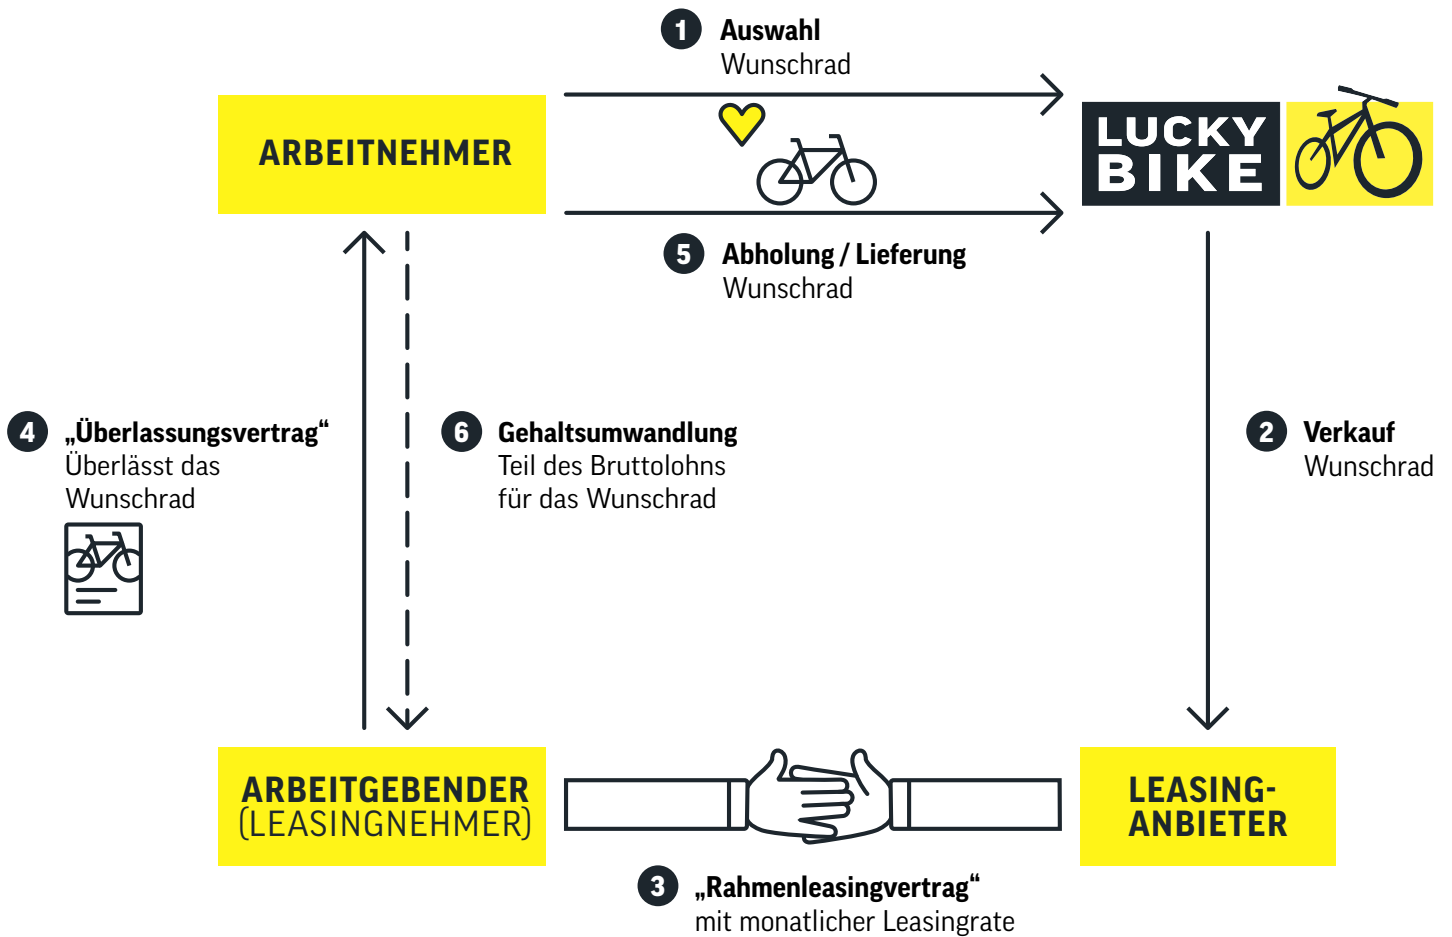 1 Auswahl
Wunschrad
ARBEITNEHMER
LUCKY
BIKE
5 Abholung / Lieferung
Wunschrad
4 „Überlassungsvertrag“
Überlässt das
Wunschrad
6 Gehaltsumwandlung
Teil des Bruttolohns
für das Wunschrad
2 Verkauf
Wunschrad
ARBEITGEBENDER
(LEASINGNEHMER)
LEASING-
ANBIETER
3 „Rahmenleasingvertrag“
mit monatlicher Leasingrate